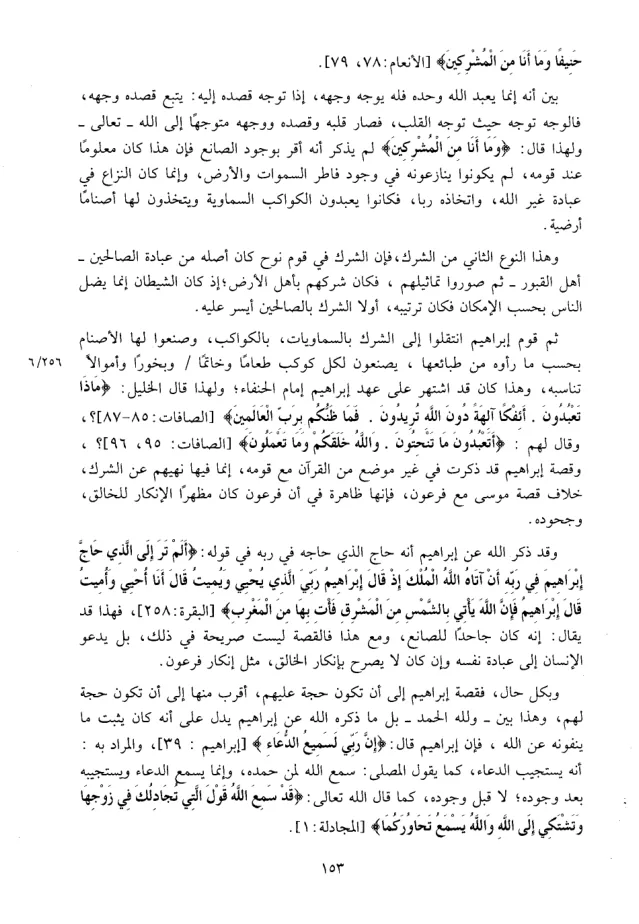 حَنِيفًا وَمَا أَنَا مِنَ الْمُشْرِكِينَ﴾ [الأنعام:٧٨، ٧٩].
بين أنه إنما يعبد الله وحده فله يوجه وجهه، إذا توجه قصده إليه: يتبع قصده وجهه،
فالوجه توجه حيث توجه القلب، فصار قلبه وقصده ووجهه متوجهًا إلى الله ـ تعالى ـ
ولهذا قال: ﴿وَمَا أَنَا مِنَ الْمُشْرِكِينَ﴾ لم يذكر أنه أقر بوجود الصانع فإن هذا كان معلومًا
عند قومه، لم يكونوا ينازعونه في وجود فاطر السموات والأرض، وإنما كان النزاع في
عبادة غير الله، واتخاذه ربا، فكانوا يعبدون الكواكب السماوية ويتخذون لها أصنامًا
أرضية.
وهذا النوع الثاني من الشرك،فإن الشرك في قوم نوح كان أصله من عبادة الصالحين ـ
أهل القبور ـ ثم صوروا تماثيلهم ، فكان شركهم بأهل الأرض؛إذ كان الشيطان إنما يضل
الناس بحسب الإمكان فكان ترتيبه، أولا الشرك بالصالحين أيسر عليه.
ثم قوم إبراهيم انتقلوا إلى الشرك بالسماويات، بالكواكب، وصنعوا لها الأصنام
بحسب ما رأوه من طبائعها ، يصنعون لكل كوكب طعامًا وخاتمًا / وبخورًا وأموالاً
٦/٢٥٦
تناسبه، وهذا كان قد اشتهر على عهد إبراهيم إمام الحنفاء؛ ولهذا قال الخليل: ﴿مَاذَا
تَعْبُدُونَ . أَئِفْكًا آلِهَةً دُونَ اللَّهِ تُرِيدُونَ . فَمَا ظَنُّكُم بِرَبِّ الْعَالَمِينَ﴾ [الصافات:٨٥-٨٧]؟،
وقال لهم : ﴿أَتَعْبُدُونَ مَا تَنْحِتُونَ . وَاللَّهُ خَلَقَكُمْ وَمَا تَعْمَلُونَ﴾ [الصافات: ٩٥، ٩٦]؟ ،
وقصة إبراهيم قد ذكرت في غير موضع من القرآن مع قومه، إنما فيها نهيهم عن الشرك،
خلاف قصة موسى مع فرعون، فإنها ظاهرة في أن فرعون كان مظهرًا الإنكار للخالق،
وجحوده.
وقد ذكر الله عن إبراهيم أنه حاج الذي حاجه في ربه في قوله: ﴿أَلَمْ تَرَ إِلَى الَّذِي حَاجَّ
إِبْرَاهِيمَ فِي رَبِّهِ أَنْ آتَاهُ اللَّهُ الْمُلْكَ إِذْ قَالَ إِبْرَاهِيمُ رَبِّيَ الَّذِي يُحْيِي وَيُمِيتُ قَالَ أَنَا أُحْيِي وَأُمِيتُ
قَالَ إِبْرَاهِيمُ فَإِنَّ اللَّهَ يَأْتِي بِالشَّمْسِ مِنَ الْمَشْرِقِ فَأْتِ بِهَا مِنَ الْمَغْرِبِ﴾ [البقرة:٢٥٨]، فهذا قد
يقال: إنه كان جاحدًا للصانع، ومع هذا فالقصة ليست صريحة في ذلك، بل يدعو
الإنسان إلى عبادة نفسه وإن كان لا يصرح بإنكار الخالق، مثل إنكار فرعون.
وبكل حال، فقصة إبراهيم إلى أن تكون حجة عليهم، أقرب منها إلى أن تكون حجة
لهم، وهذا بين ـ ولله الحمد ـ بل ما ذكره الله عن إبراهيم يدل على أنه كان يثبت ما
ينفونه عن الله ، فإن إبراهيم قال: ﴿إِنَّ رَبِّي لَسَمِيعُ الدُّعَاءِ﴾ [إبراهيم : ٣٩]، والمراد به :
أنه يستجيب الدعاء، كما يقول المصلى: سمع الله لمن حمده، وإنما يسمع الدعاء ويستجيبه
بعد وجوده؛ لا قبل وجوده، كما قال الله تعالى: ﴿قَدْ سَمِعَ اللَّهُ قَوْلَ الَّتِي تُجَادِلُكَ فِي زَوْجِهَا
وَتَشْتَكِي إِلَى اللَّهِ وَاللَّهُ يَسْمَعُ تَحَاوُرَكُمَا﴾ [المجادلة:١].
١٥٣